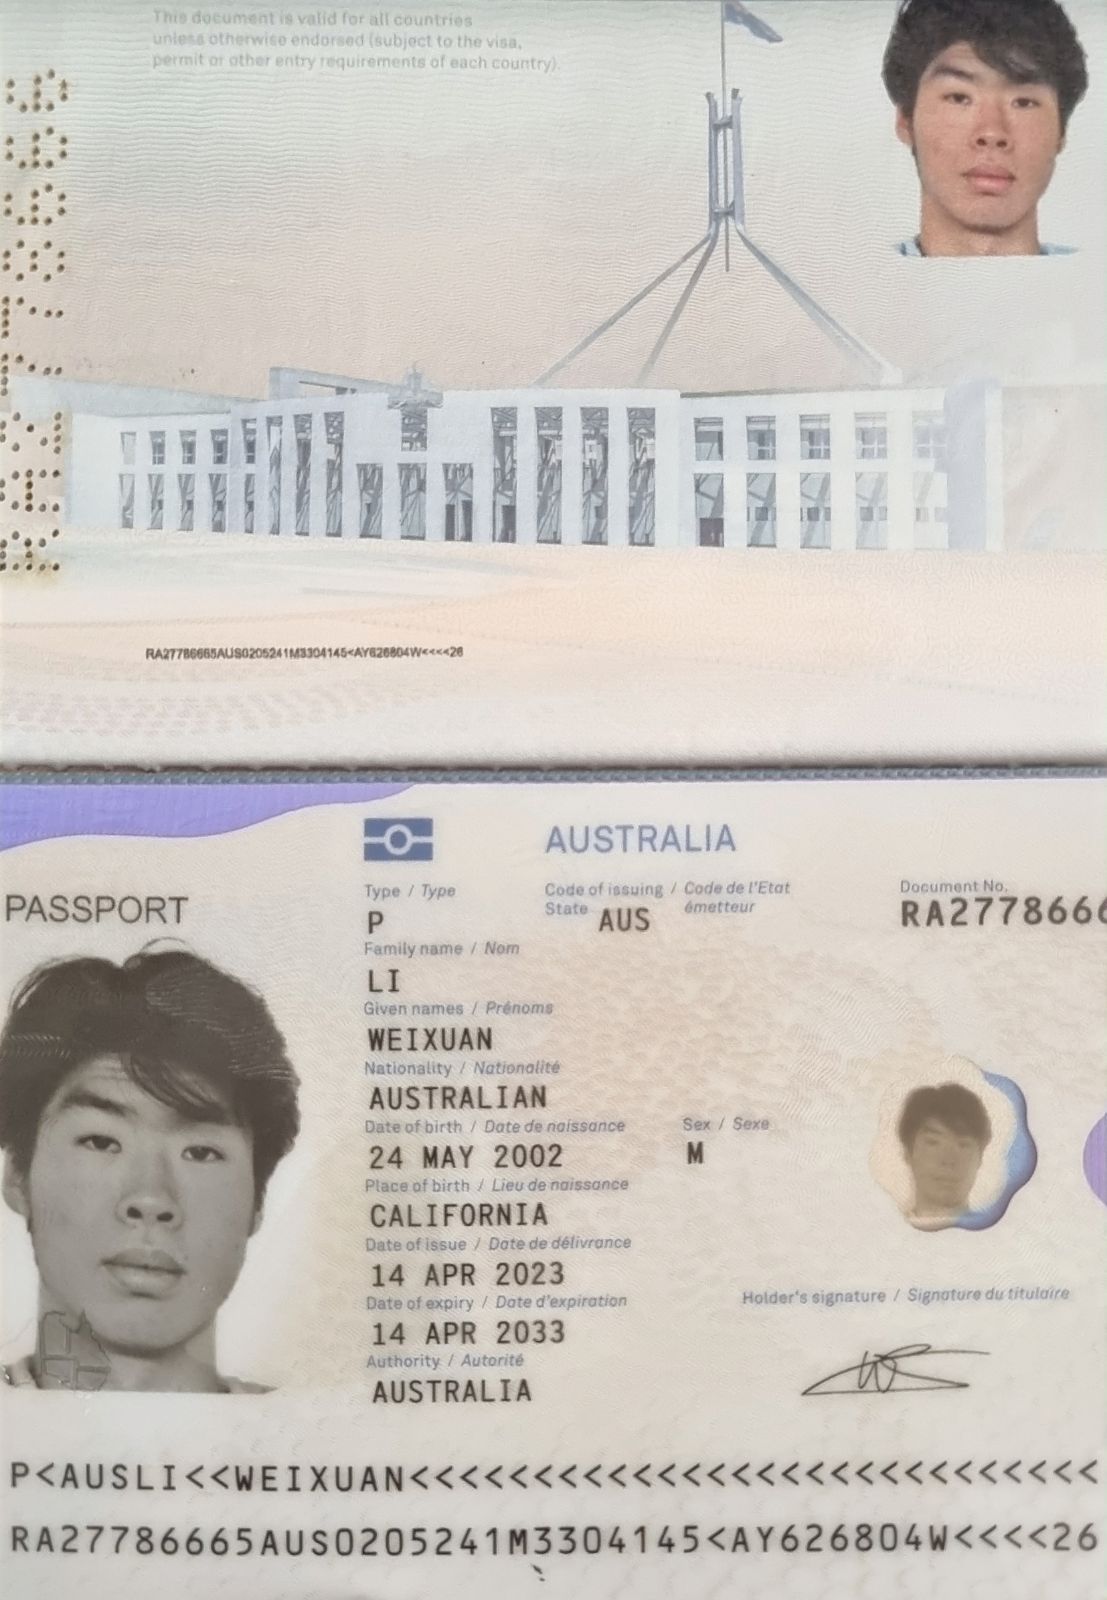 This document is valid for all countries
unless otherwise endorsed (subject to the visa,
permit or other entry requirements of each country).
RA27786665AUS0205241M3304145<AY626804W<<<<26
AUSTRALIA
PASSPORT
Type / Type
Code of issuing / Code de l'Etat
State émetteur
Document No.
P
AUS
RA2778666
Family name / Nom
LI
Given names / Prénoms
WEIXUAN
Nationality / Nationalité
AUSTRALIAN
Date of birth / Date de naissance
Sex / Sexe
24 MAY 2002
M
Place of birth / Lieu de naissance
CALIFORNIA
Date of issue / Date de délivrance
14 APR 2023
Date of expiry / Date d'expiration
Holder's signature / Signature du titulaire
14 APR 2033
Authority / Autorité
AUSTRALIA
P<AUSLI<<WEIXUAN<<<<<<<<<<<<<<<<<<<<<<<<<<<<
RA27786665AUS0205241M3304145<AY626804W<<<<26